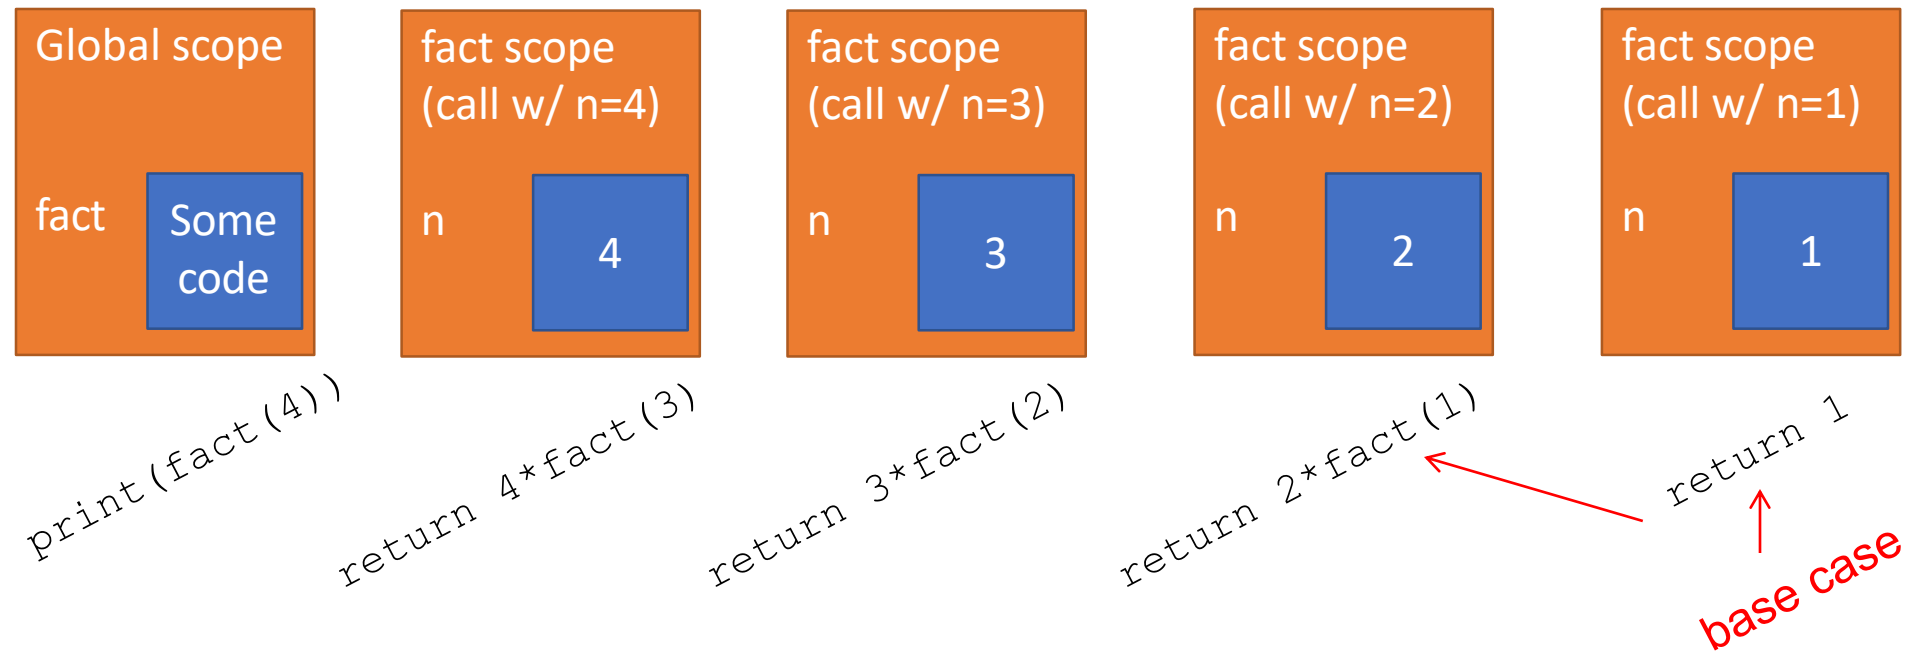 Global scope
fact
Some
code
fact scope
(call w/ n=4)
n
4
fact scope
(call w/ n=3)
n
3
fact scope
(call w/ n=2)
n
2
fact scope
(call w/ n=1)
n
1
print(fact(4))
return 4*fact(3)
return 3*fact(2)
return 2*fact(1)
return 1
base case